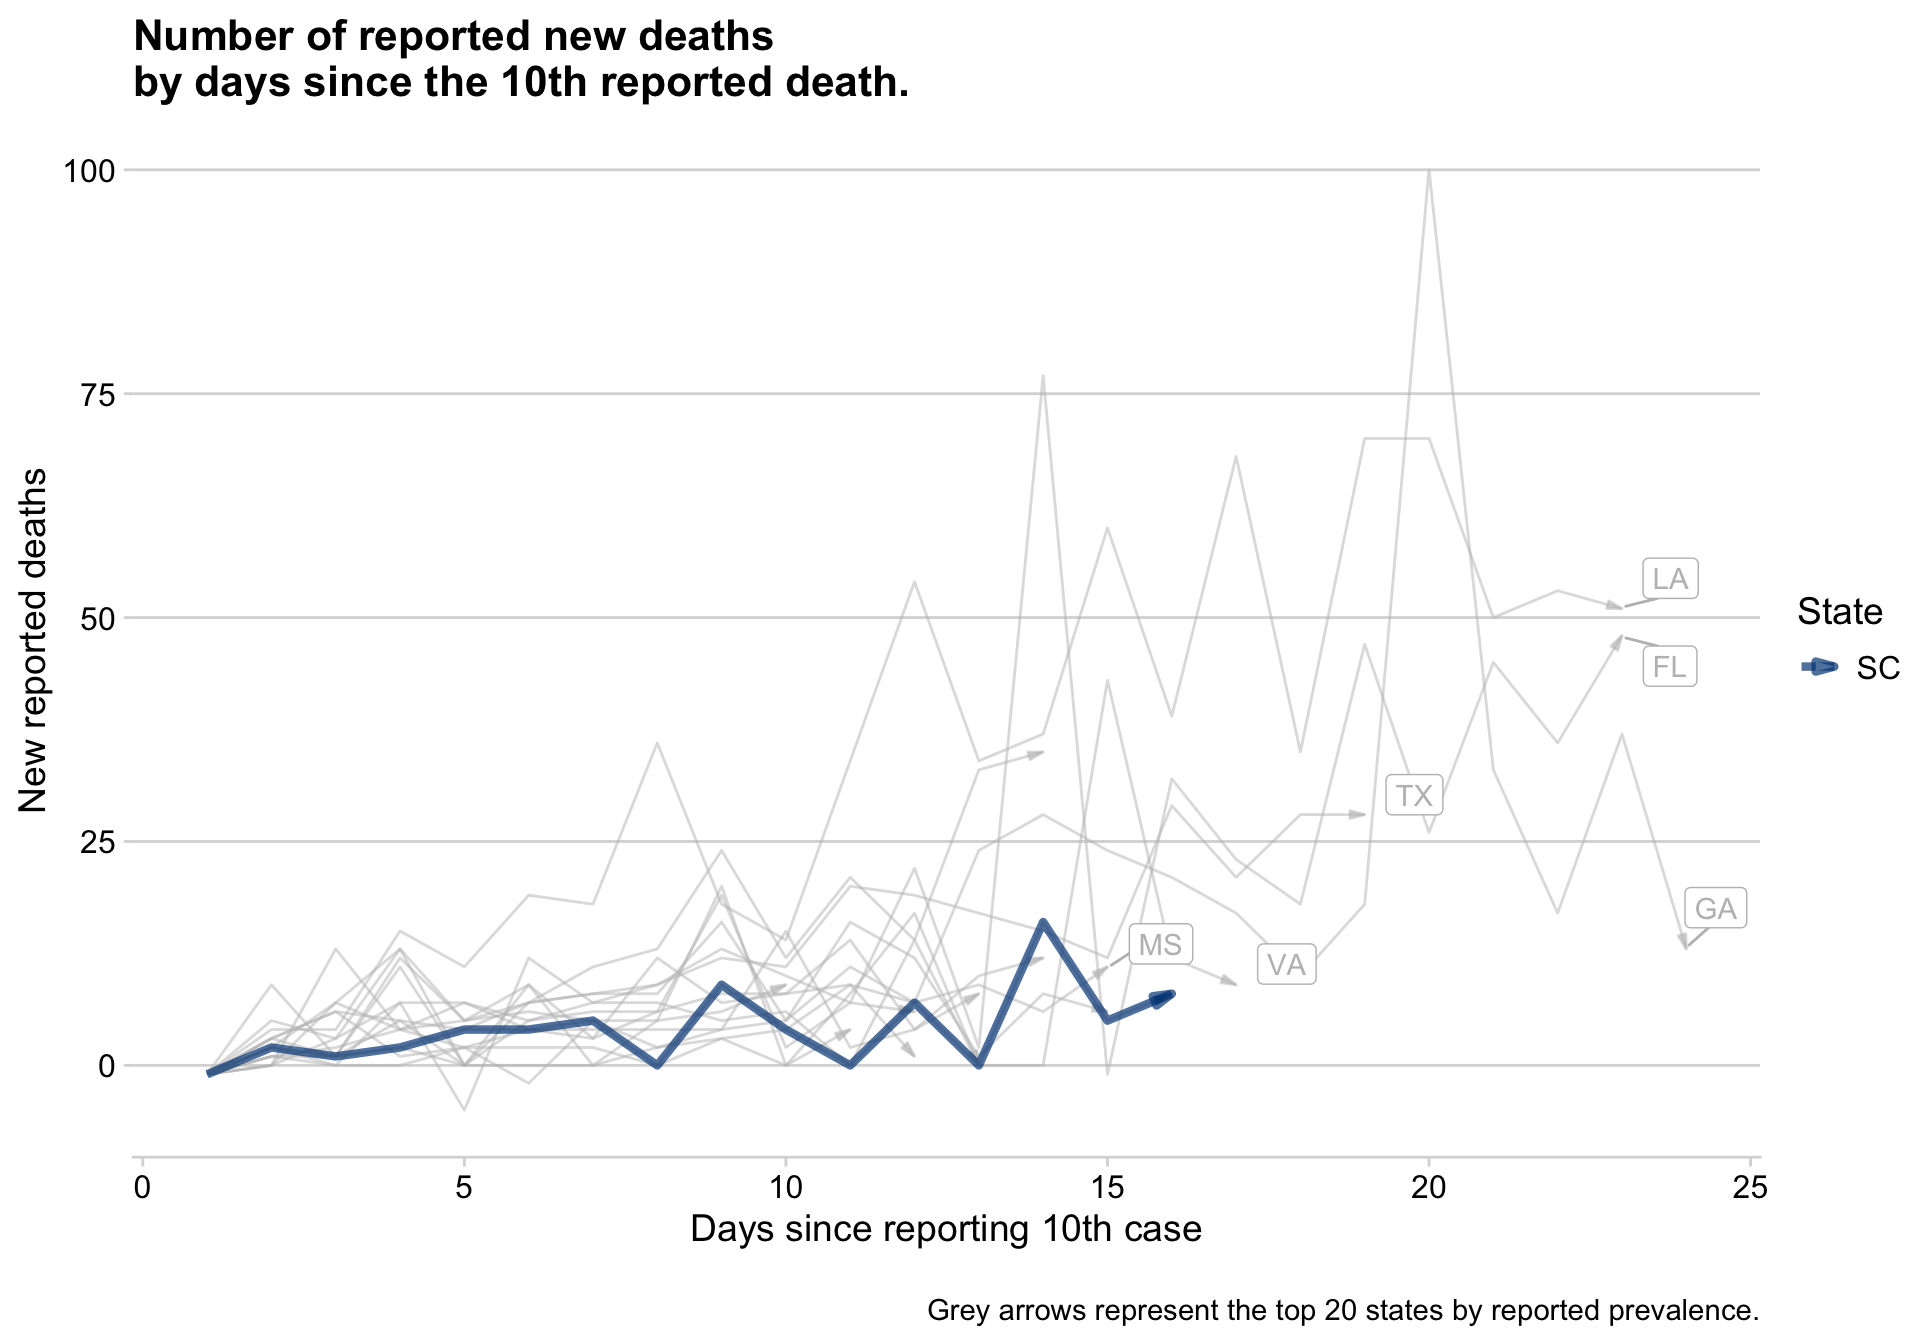 Number of reported new deaths
by days since the 10th reported death.
100
75
50
25
0
New reported deaths
LA
FL
TX
GA
MS
VA
State
SC
0 5 10 15 20 25
Days since reporting 10th case
Grey arrows represent the top 20 states by reported prevalence.